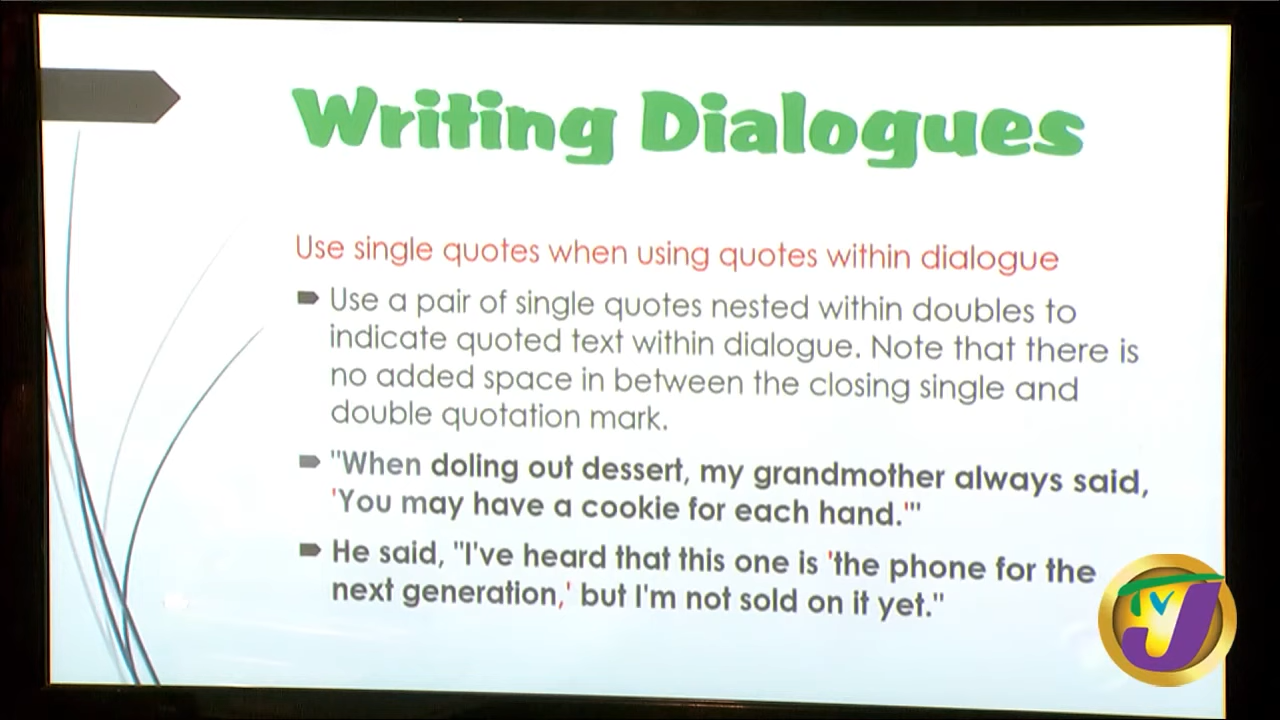 Writing Dialogues
Use single quotes when using quotes within dialogue
Use a pair of single quotes nested within doubles to
indicate quoted text within dialogue. Note that there is
no added space in between the closing single and
double quotation mark.
"When doling out dessert, my grandmother always said,
'You may have a cookie for each hand.'"
He said, "I've heard that this one is 'the phone for the
next generation,' but I'm not sold on it yet."
TVJ